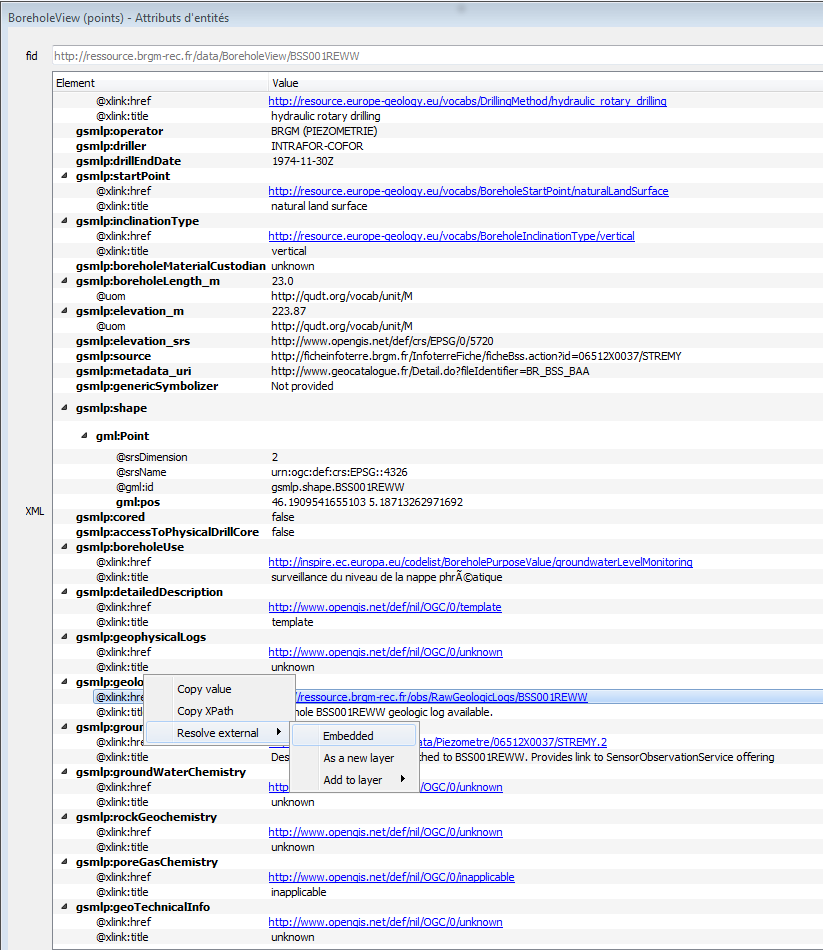 BoreholeView (points) - Attributs d'entités
fid http://ressource.brgm-rec.fr/data/BoreholeView/BSS001REWW
Element Value
@xlink:href http://resource.europe-geology.eu/vocabs/DrillingMethod/hydraulic_rotary_drilling
@xlink:title hydraulic rotary drilling
gsmlp:operator BRGM (PIEZOMETRIE)
gsmlp:driller INTRAFOR-COFOR
gsmlp:drillEndDate 1974-11-30Z
gsmlp:startPoint
@xlink:href http://resource.europe-geology.eu/vocabs/BoreholeStartPoint/naturalLandSurface
@xlink:title natural land surface
gsmlp:inclinationType
@xlink:href http://resource.europe-geology.eu/vocabs/BoreholeInclinationType/vertical
@xlink:title vertical
gsmlp:boreholeMaterialCustodian unknown
gsmlp:boreholeLength_m 23.0
@uom http://qudt.org/vocab/unit/M
gsmlp:elevation_m 223.87
@uom http://qudt.org/vocab/unit/M
gsmlp:elevation_srs http://www.opengis.net/def/crs/EPSG/0/5720
gsmlp:source http://ficheinfoterre.brgm.fr/InfoterreFiche/ficheBss.action?id=06512X0037/STREMY
gsmlp:metadata_uri http://www.geocatalogue.fr/Detail.do?fileIdentifier=BR_BSS_BAA
gsmlp:genericSymbolizer Not provided
gsmlp:shape
gml:Point
@srsDimension 2
@srsName urn:ogc:def:crs:EPSG::4326
@gml:id gsmlp.shape.BSS001REWW
gml:pos 46.1909541655103 5.18713262971692
XML
gsmlp:cored false
gsmlp:accessToPhysicalDrillCore false
gsmlp:boreholeUse
@xlink:href http://inspire.ec.europa.eu/codelist/BoreholePurposeValue/groundwaterLevelMonitoring
@xlink:title surveillance du niveau de la nappe phrÃ©atique
gsmlp:detailedDescription
@xlink:href http://www.opengis.net/def/nil/OGC/0/template
@xlink:title template
gsmlp:geophysicalLogs
@xlink:href http://www.opengis.net/def/nil/OGC/0/unknown
@xlink:title unknown
gsmlp:geolo
@xlink:hre /ressource.brgm-rec.fr/obs/RawGeologicLogs/BSS001REWW
@xlink:titl hole BSS001REWW geologic log available.
Copy value
Copy XPath
Resolve external
Embedded
As a new layer
Add to layer
gsmlp:groun
@xlink:href ata/Piezometre/06512X0037/STREMY.2
@xlink:title Des ched to BSS001REWW. Provides link to SensorObservationService offering
gsmlp:groundWaterChemistry
@xlink:href http://www.opengis.net/def/nil/OGC/0/unknown
@xlink:title unknown
gsmlp:rockGeochemistry
@xlink:href http://www.opengis.net/def/nil/OGC/0/unknown
@xlink:title unknown
gsmlp:poreGasChemistry
@xlink:href http://www.opengis.net/def/nil/OGC/0/inapplicable
@xlink:title inapplicable
gsmlp:geoTechnicalInfo
@xlink:href http://www.opengis.net/def/nil/OGC/0/unknown
@xlink:title unknown